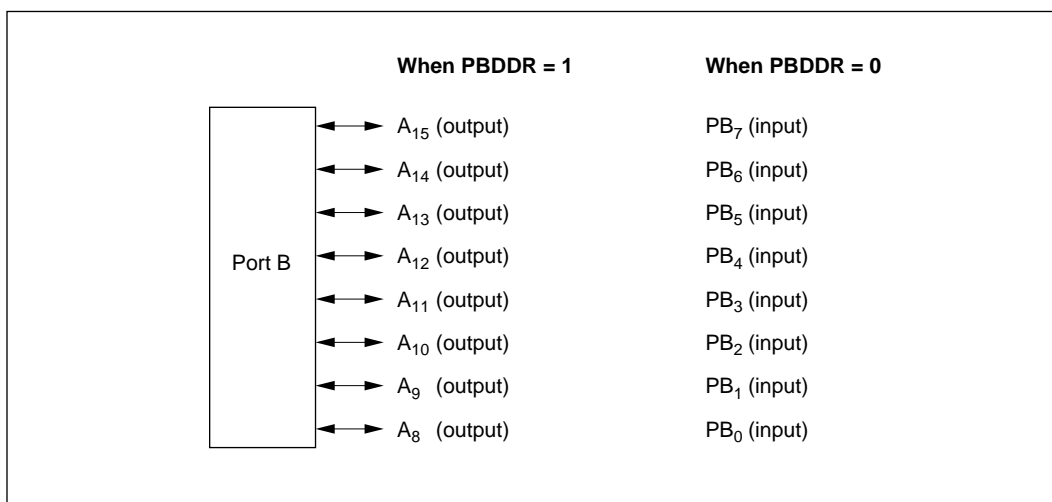 When PBDDR = 1 When PBDDR = 0
A15 (output) PB7 (input)
A14 (output) PB6 (input)
A13 (output) PB5 (input)
Port B A12 (output) PB4 (input)
A11 (output) PB3 (input)
A10 (output) PB2 (input)
A9 (output) PB1 (input)
A8 (output) PB0 (input)